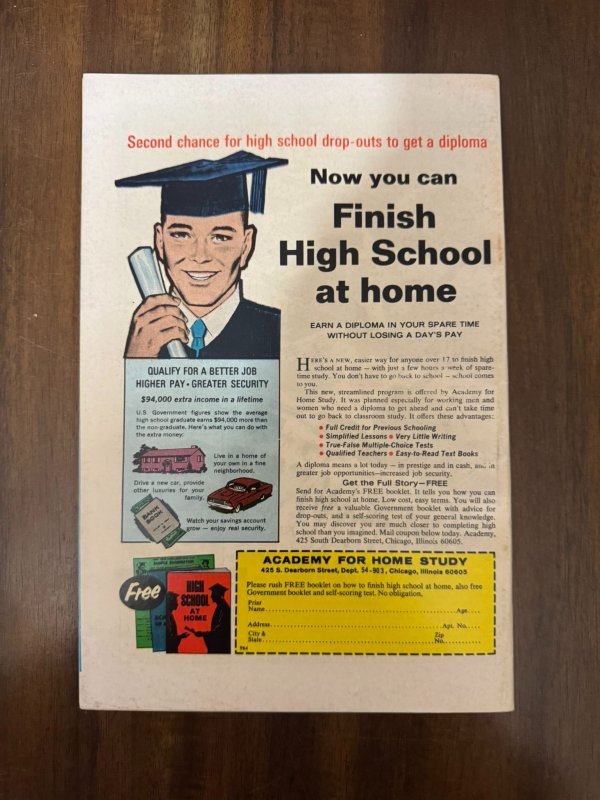 Second chance for high school drop-outs to get a diploma
Now you can
Finish
High School
at home
EARN A DIPLOMA IN YOUR SPARE TIME
WITHOUT LOSING A DAY'S PAY
QUALIFY FOR A BETTER JOB
HIGHER PAY • GREATER SECURITY
$94,000 extra income in a lifetime
U.S. Government figures show the average
high school graduate earns $94,000 more than
the non-graduate. Here's what you can do with
the extra money:
Live in a home of
your own in a fine
neighborhood.
Drive a new car, provide
other luxuries for your
family.
BANK
BOOK
Watch your savings account
grow — enjoy real security.
HERE'S A NEW, easier way for anyone over 17 to finish high
school at home — with just a few hours a week of spare-
time study. You don't have to go back to school — school comes
to you.
This new, streamlined program is offered by Academy for
Home Study. It was planned especially for working men and
women who need a diploma to get ahead and can't take time
out to go back to classroom study. It offers these advantages:
• Full Credit for Previous Schooling
• Simplified Lessons • Very Little Writing
• True-False Multiple-Choice Tests
• Qualified Teachers • Easy-to-Read Text Books
A diploma means a lot today — in prestige and in cash, and in
greater job opportunities—increased job security.
Get the Full Story—FREE
Send for Academy's FREE booklet. It tells you how you can
finish high school at home. Low cost, easy terms. You will also
receive free a valuable Government booklet with advice for
drop-outs, and a self-scoring test of your general knowledge.
You may discover you are much closer to completing high
school than you imagined. Mail coupon below today. Academy,
425 South Dearborn Street, Chicago, Illinois 60605.
Free
SAMPLE EXAMINATION
HIGH
SCHOOL
AT
HOME
ACADEMY FOR HOME STUDY
425 S. Dearborn Street, Dept. 54-903, Chicago, Illinois 60605
Please rush FREE booklet on how to finish high school at home, also free
Government booklet and self-scoring test. No obligation.
Print
Name Age
Address Apt. No.
City & Zip
State No.